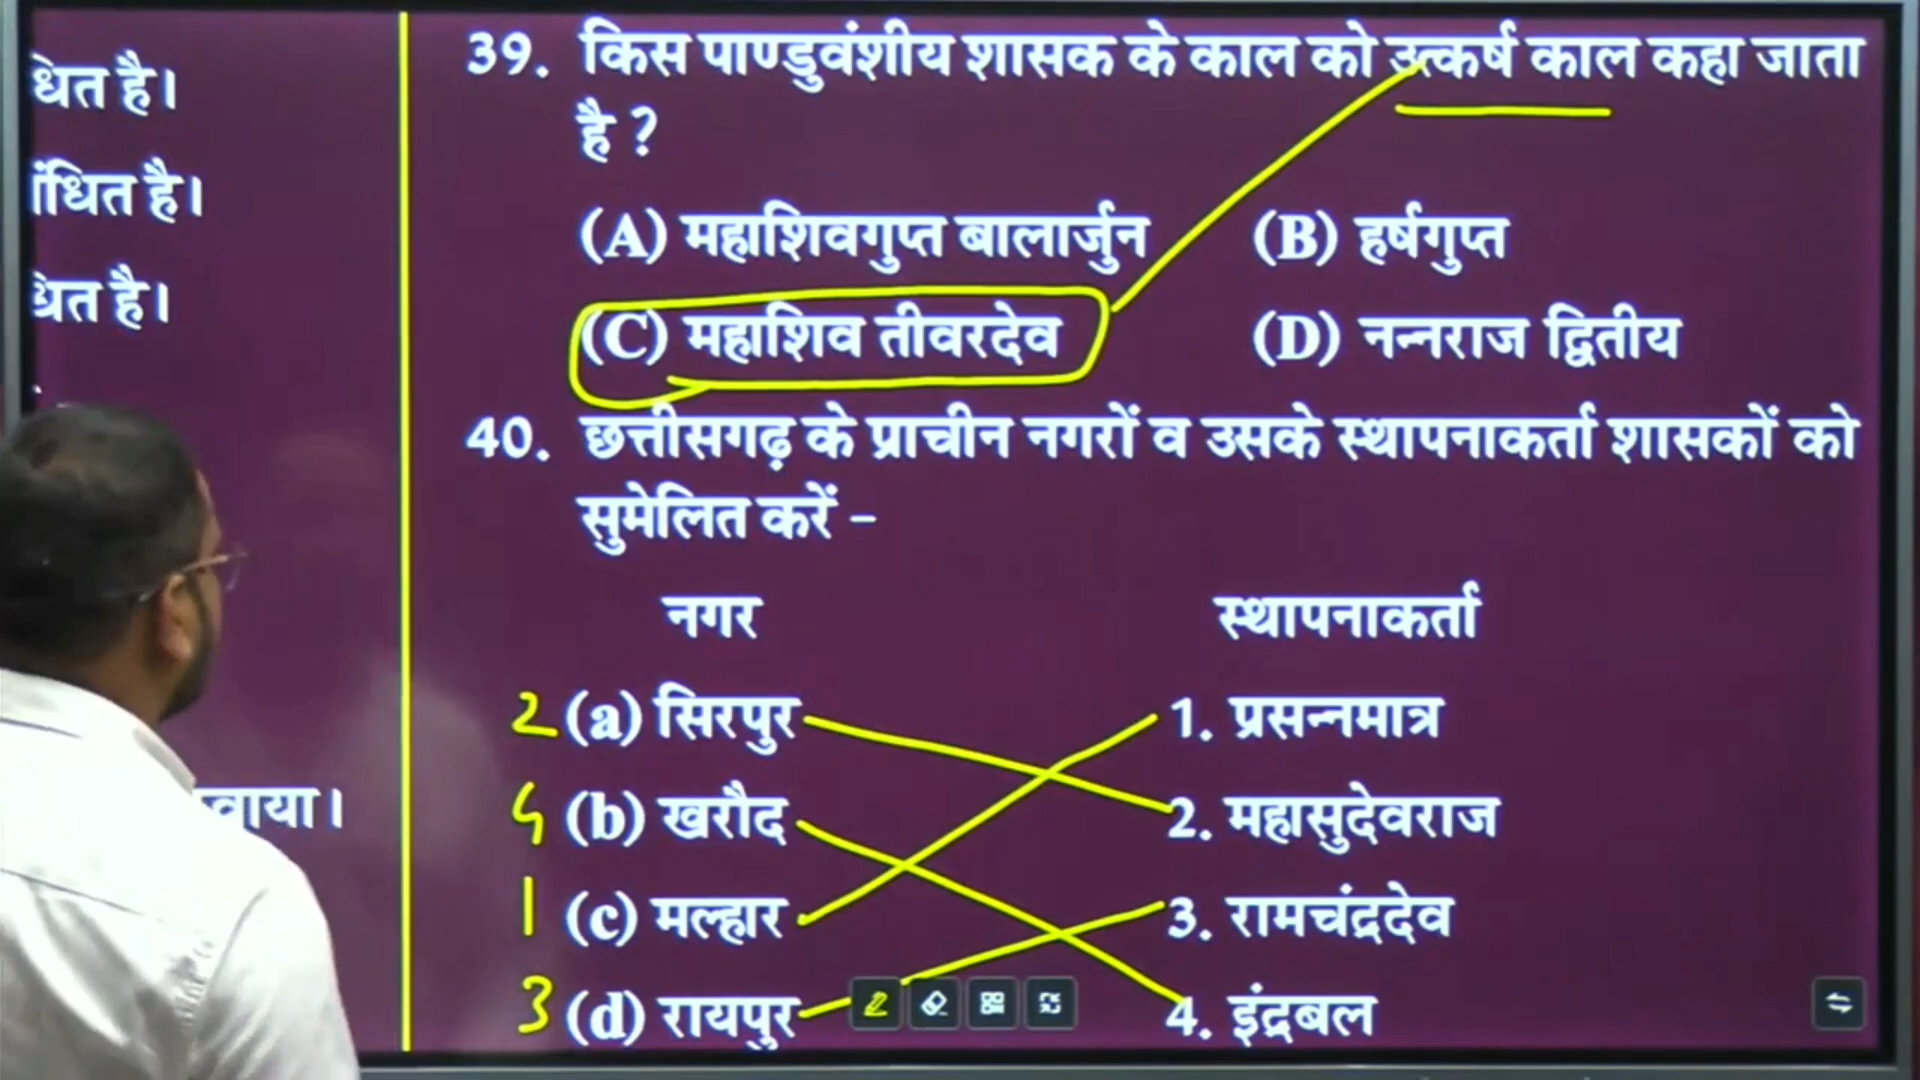 धित है।
ंधित है।
धित है।
वाया।
39. किस पाण्डुवंशीय शासक के काल को उत्कर्ष काल कहा जाता
है ?
(A) महाशिवगुप्त बालार्जुन (B) हर्षगुप्त
(C) महाशिव तीवरदेव (D) नन्नराज द्वितीय
40. छत्तीसगढ़ के प्राचीन नगरों व उसके स्थापनाकर्ता शासकों को
सुमेलित करें –
नगर स्थापनाकर्ता
2 (a) सिरपुर 1. प्रसन्नमात्र
4 (b) खरौद 2. महासुदेवराज
1 (c) मल्हार 3. रामचंद्रदेव
3 (d) रायपुर 4. इंद्रबल